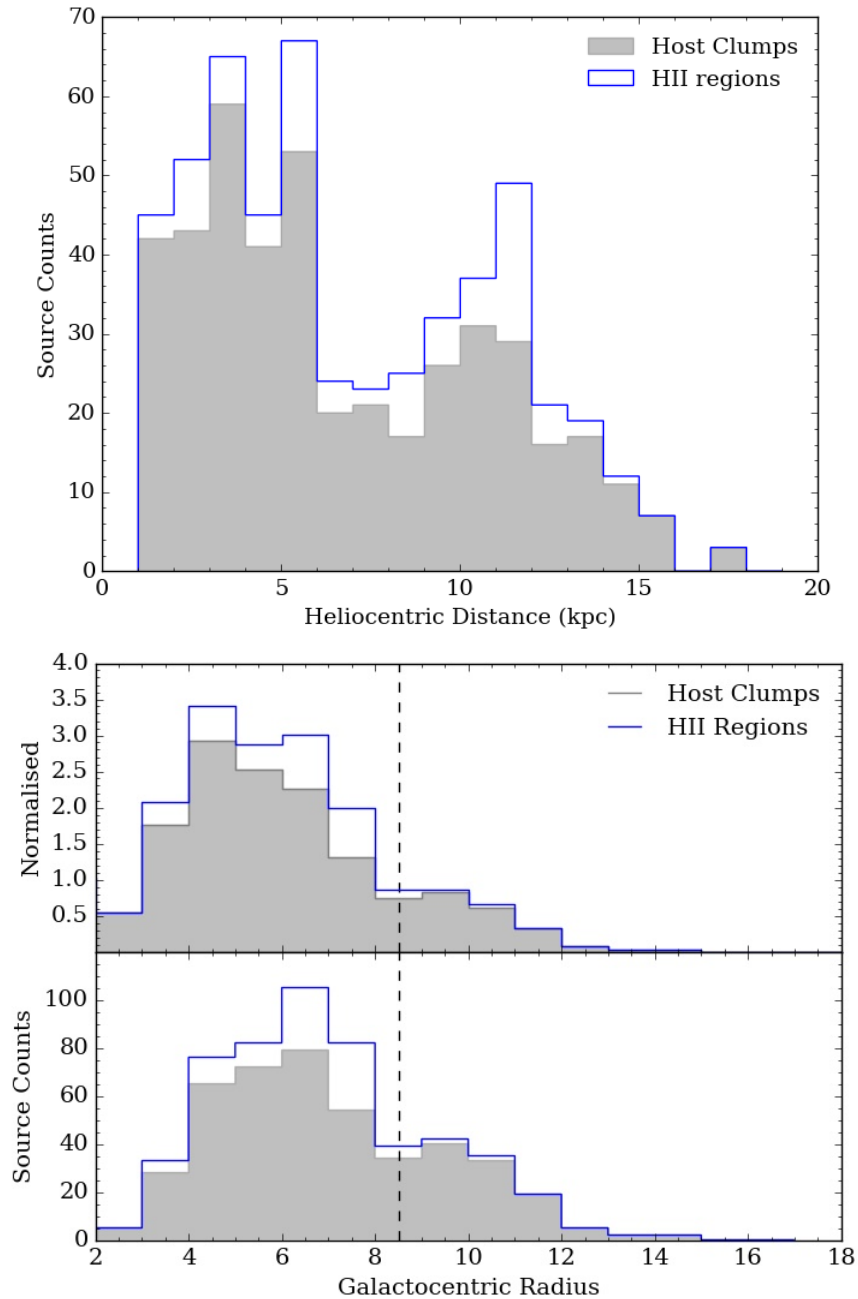 70
60
50
40
30
20
10
0
Source Counts
Host Clumps
HII regions
0 5 10 15 20
Heliocentric Distance (kpc)
4.0
3.5
3.0
2.5
2.0
1.5
1.0
0.5
Normalised
Host Clumps
HII Regions
100
80
60
40
20
0
Source Counts
2 4 6 8 10 12 14 16 18
Galactocentric Radius